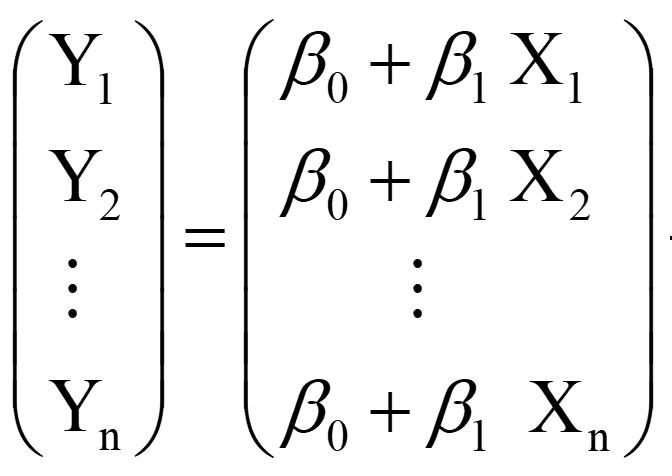 Y₁ = β₀ + β₁ X₁
Y₂ = β₀ + β₁ X₂
⋮ ⋮
Yₙ = β₀ + β₁ Xₙ